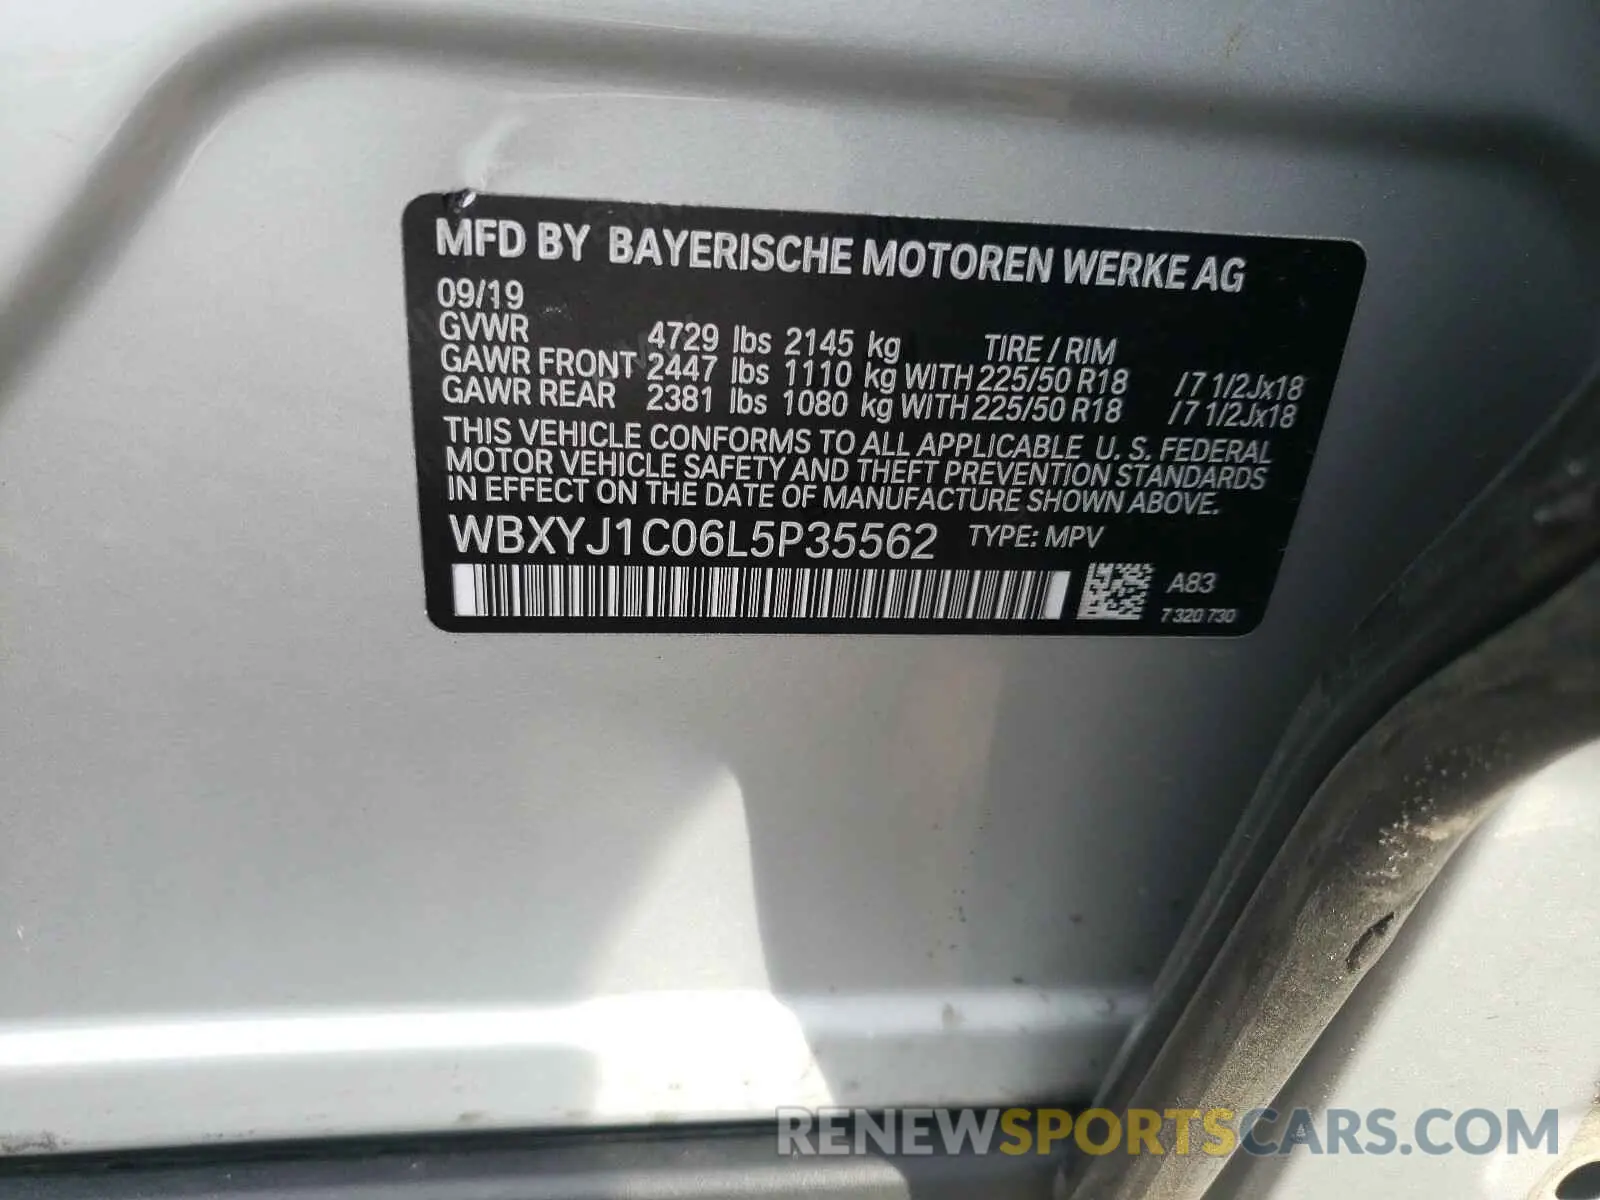 MFD BY BAYERISCHE MOTOREN WERKE AG
09/19
GVWR 4729 lbs 2145 kg TIRE / RIM
GAWR FRONT 2447 lbs 1110 kg WITH 225/50 R18 /7 1/2Jx18
GAWR REAR 2381 lbs 1080 kg WITH 225/50 R18 /7 1/2Jx18
THIS VEHICLE CONFORMS TO ALL APPLICABLE U. S. FEDERAL
MOTOR VEHICLE SAFETY AND THEFT PREVENTION STANDARDS
IN EFFECT ON THE DATE OF MANUFACTURE SHOWN ABOVE.
WBXYJ1C06L5P35562 TYPE: MPV
A83
7 320 730
RENEWSPORTSCARS.COM